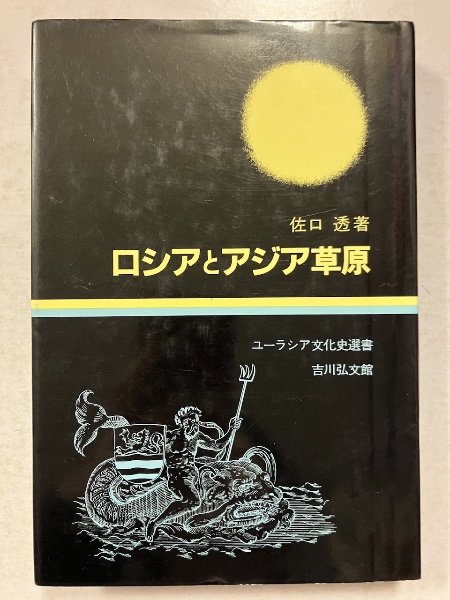 佐口 透著
ロシアとアジア草原
ユーラシア文化史選書
吉川弘文館